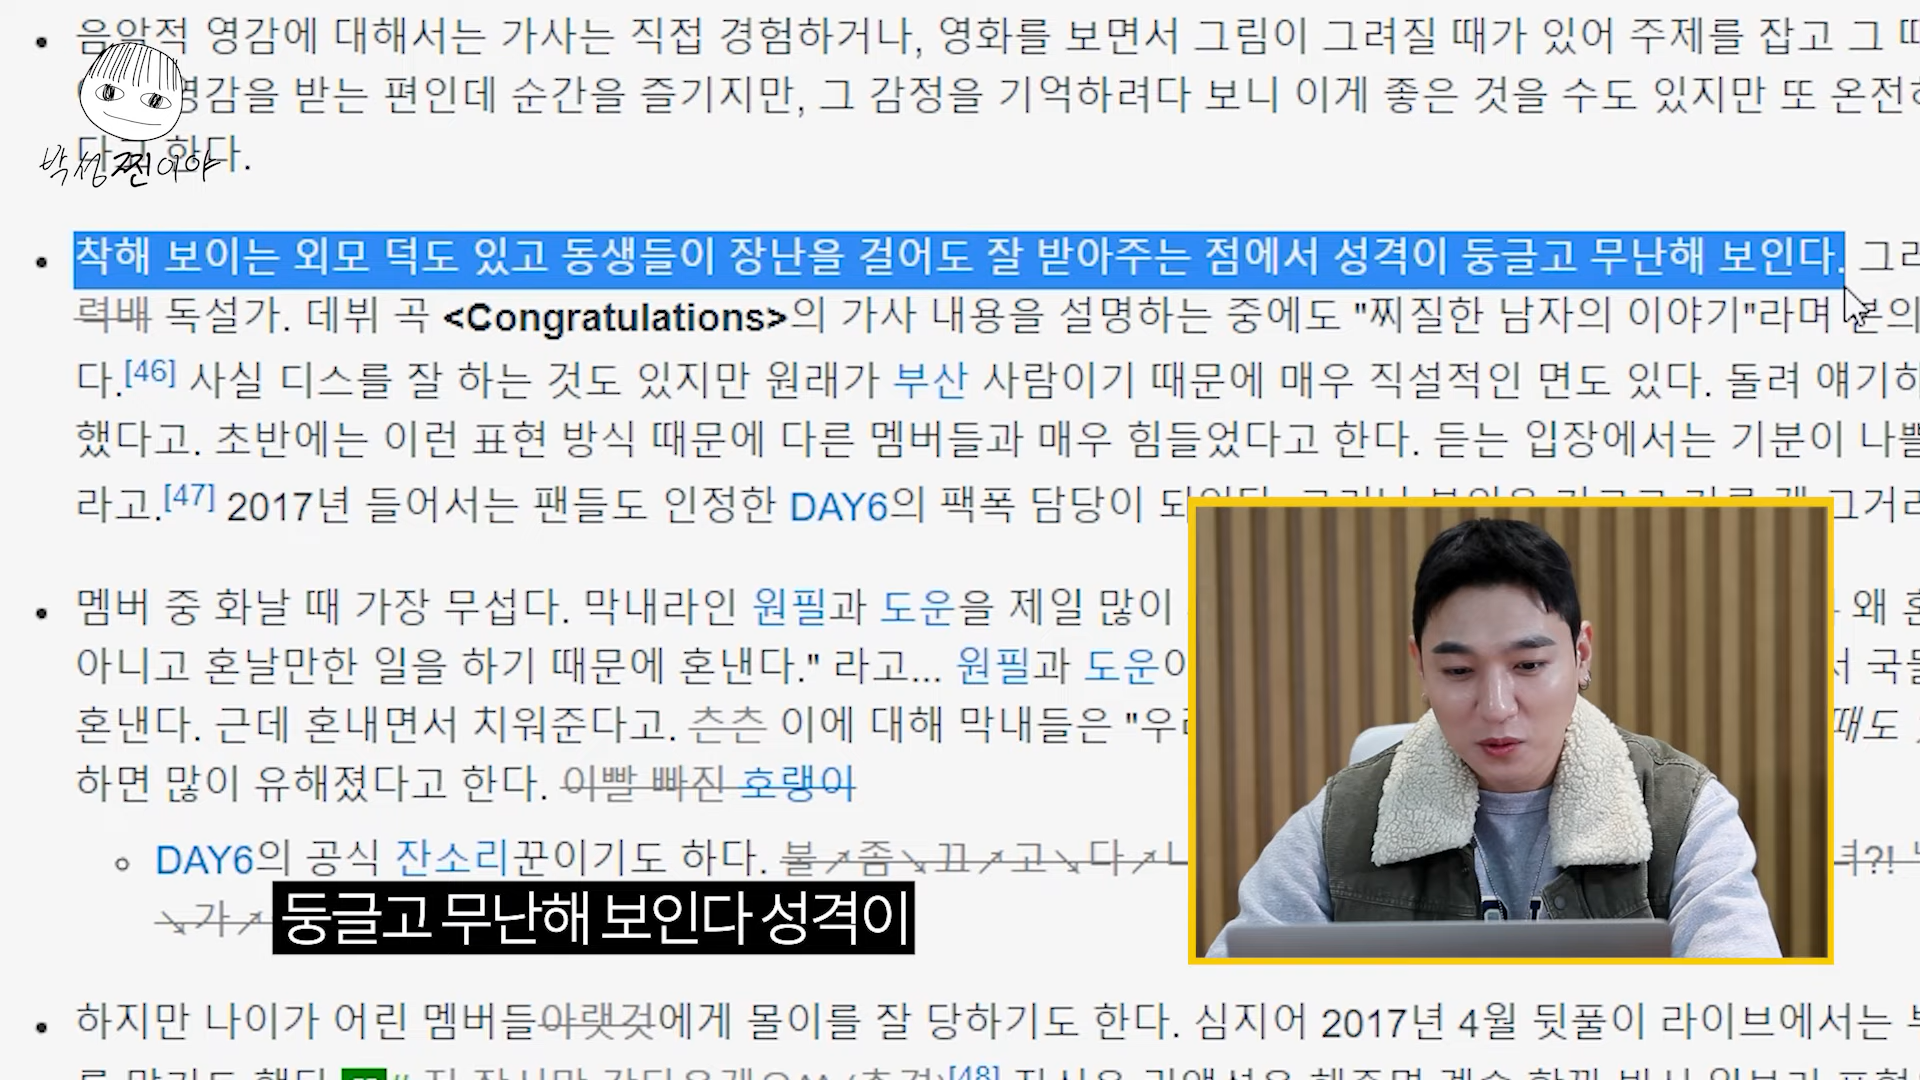 음악적 영감에 대해서는 가사는 직접 경험하거나, 영화를 보면서 그림이 그려질 때가 있어 주제를 잡고 그
영감을 받는 편인데 순간을 즐기지만, 그 감정을 기억하려다 보니 이게 좋은 것을 수도 있지만 또 온전히
다고 한다.
박성찐이야
착해 보이는 외모 덕도 있고 동생들이 장난을 걸어도 잘 받아주는 점에서 성격이 둥글고 무난해 보인다.
력배 독설가. 데뷔 곡 <Congratulations>의 가사 내용을 설명하는 중에도 "찌질한 남자의 이야기"라며 본의
다.[46] 사실 디스를 잘 하는 것도 있지만 원래가 부산 사람이기 때문에 매우 직설적인 면도 있다. 돌려 얘기하
했다고. 초반에는 이런 표현 방식 때문에 다른 멤버들과 매우 힘들었다고 한다. 듣는 입장에서는 기분이
라고.[47] 2017년 들어서는 팬들도 인정한 DAY6의 팩폭 담당이
멤버 중 화날 때 가장 무섭다. 막내라인 원필과 도운을 제일 많이 왜
아니고 혼날만한 일을 하기 때문에 혼낸다." 라고... 원필과 도운이
혼낸다. 근데 혼내면서 치워준다고. 츤츤 이에 대해 막내들은 "우리 때도
하면 많이 유해졌다고 한다. 이빨 빠진 호랭이
DAY6의 공식 잔소리꾼이기도 하다. 불↗좀↘끄↗고↘다↗니
↘가↗
둥글고 무난해 보인다 성격이
하지만 나이가 어린 멤버들아랫것에게 몰이를 잘 당하기도 한다. 심지어 2017년 4월 뒷풀이 라이브에서는
[48]